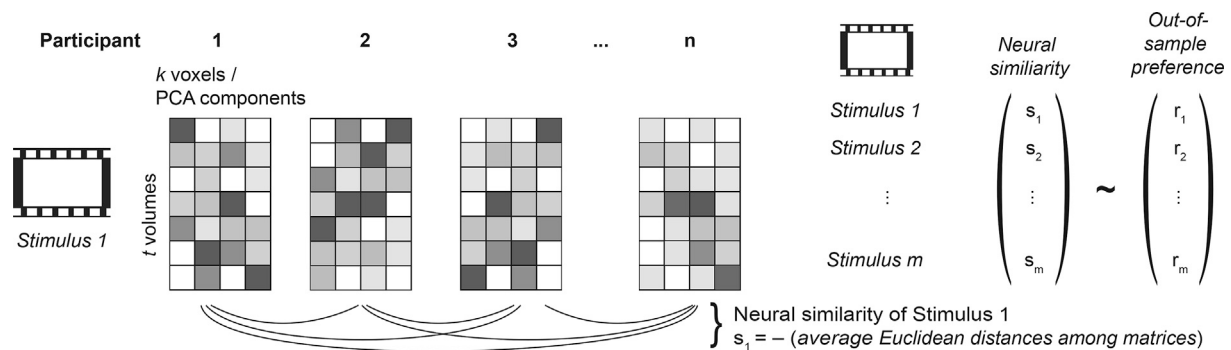 Participant 1 2 3 ... n
k voxels /
PCA components
t volumes
Stimulus 1
Neural similarity of Stimulus 1
s1 = – (average Euclidean distances among matrices)
Neural
similiarity
Out-of-
sample
preference
Stimulus 1 s1 r1
Stimulus 2 s2 ~ r2
⋮ ⋮ ⋮
Stimulus m sm rm